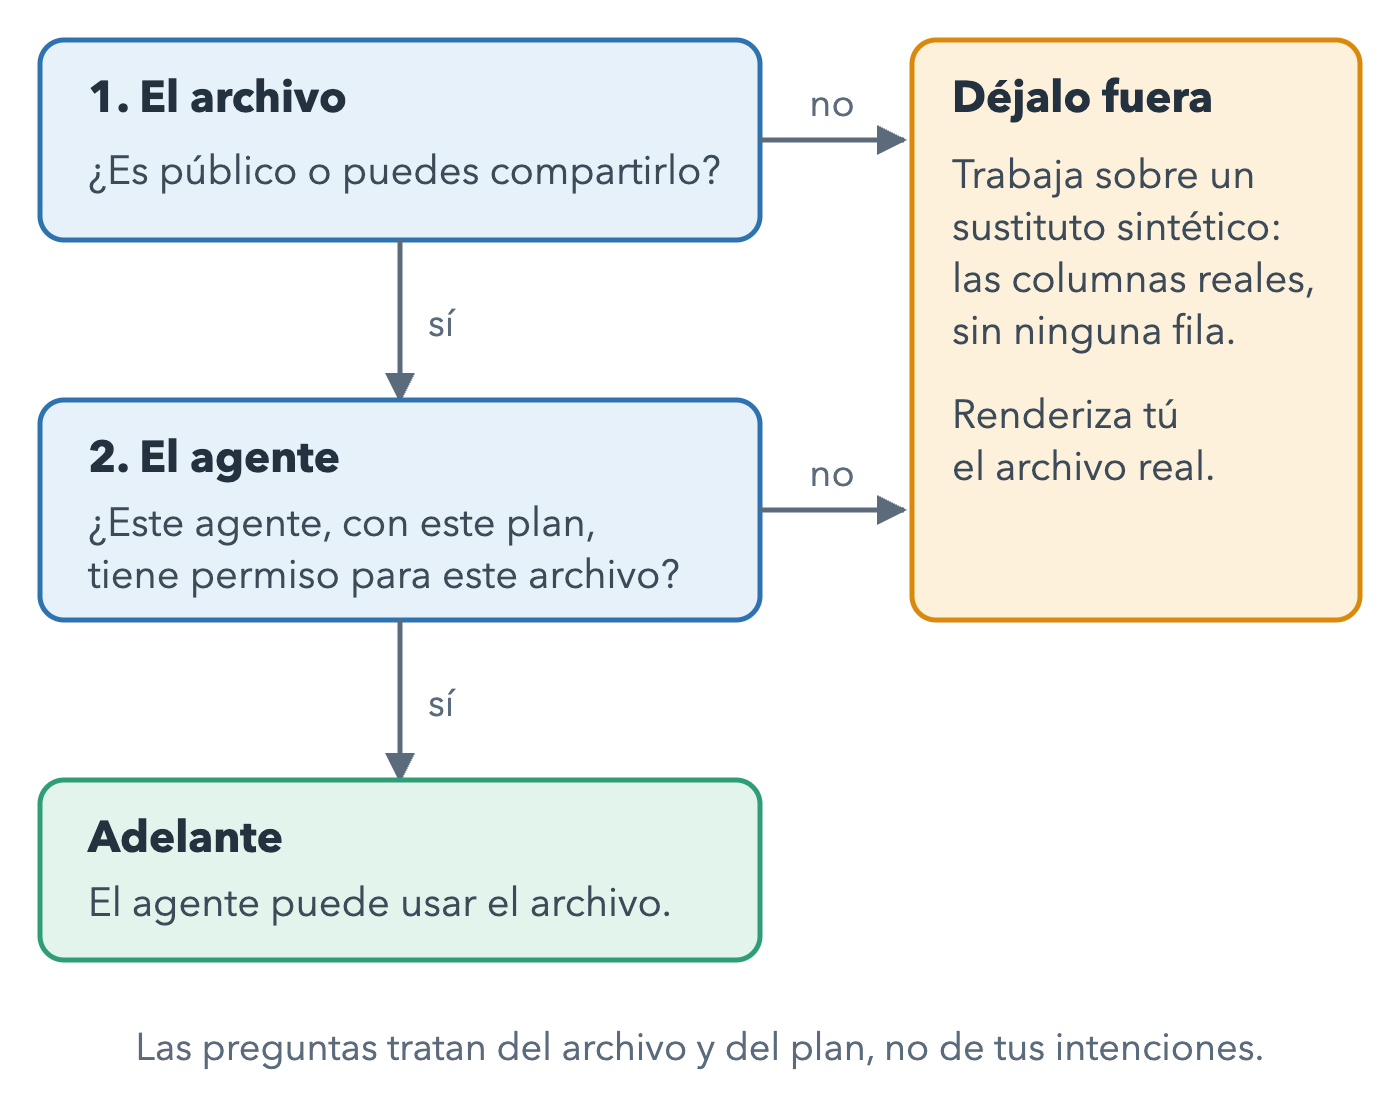 1. El archivo
¿Es público o puedes compartirlo?
no
Déjalo fuera
Trabaja sobre un
sustituto sintético:
las columnas reales,
sin ninguna fila.
Renderiza tú
el archivo real.
sí
2. El agente
¿Este agente, con este plan,
tiene permiso para este archivo?
no
sí
Adelante
El agente puede usar el archivo.
Las preguntas tratan del archivo y del plan, no de tus intenciones.